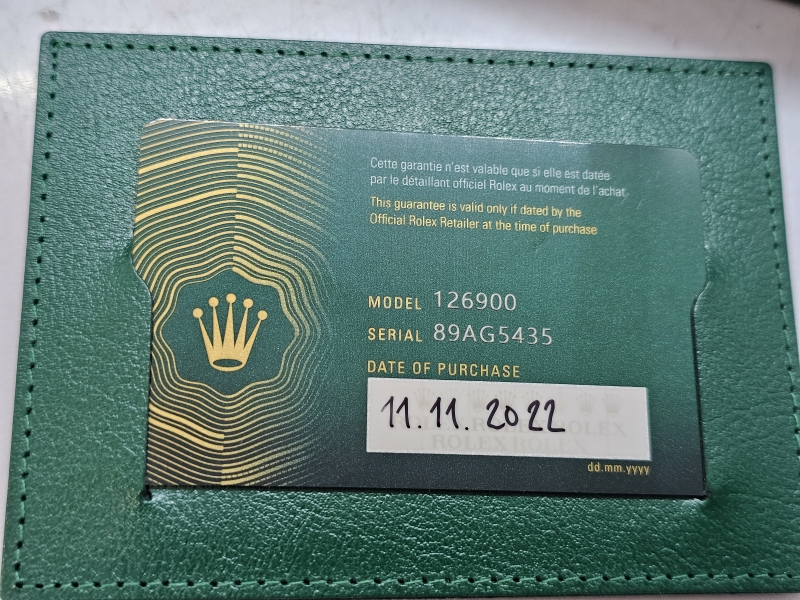 Cette garantie n'est valable que si elle est datée
par le détaillant officiel Rolex au moment de l'achat
This guarantee is valid only if dated by the
Official Rolex Retailer at the time of purchase
MODEL 126900
SERIAL 89AG5435
DATE OF PURCHASE
11.11.2022
ROLEX ROLEX
dd.mm.yyyy